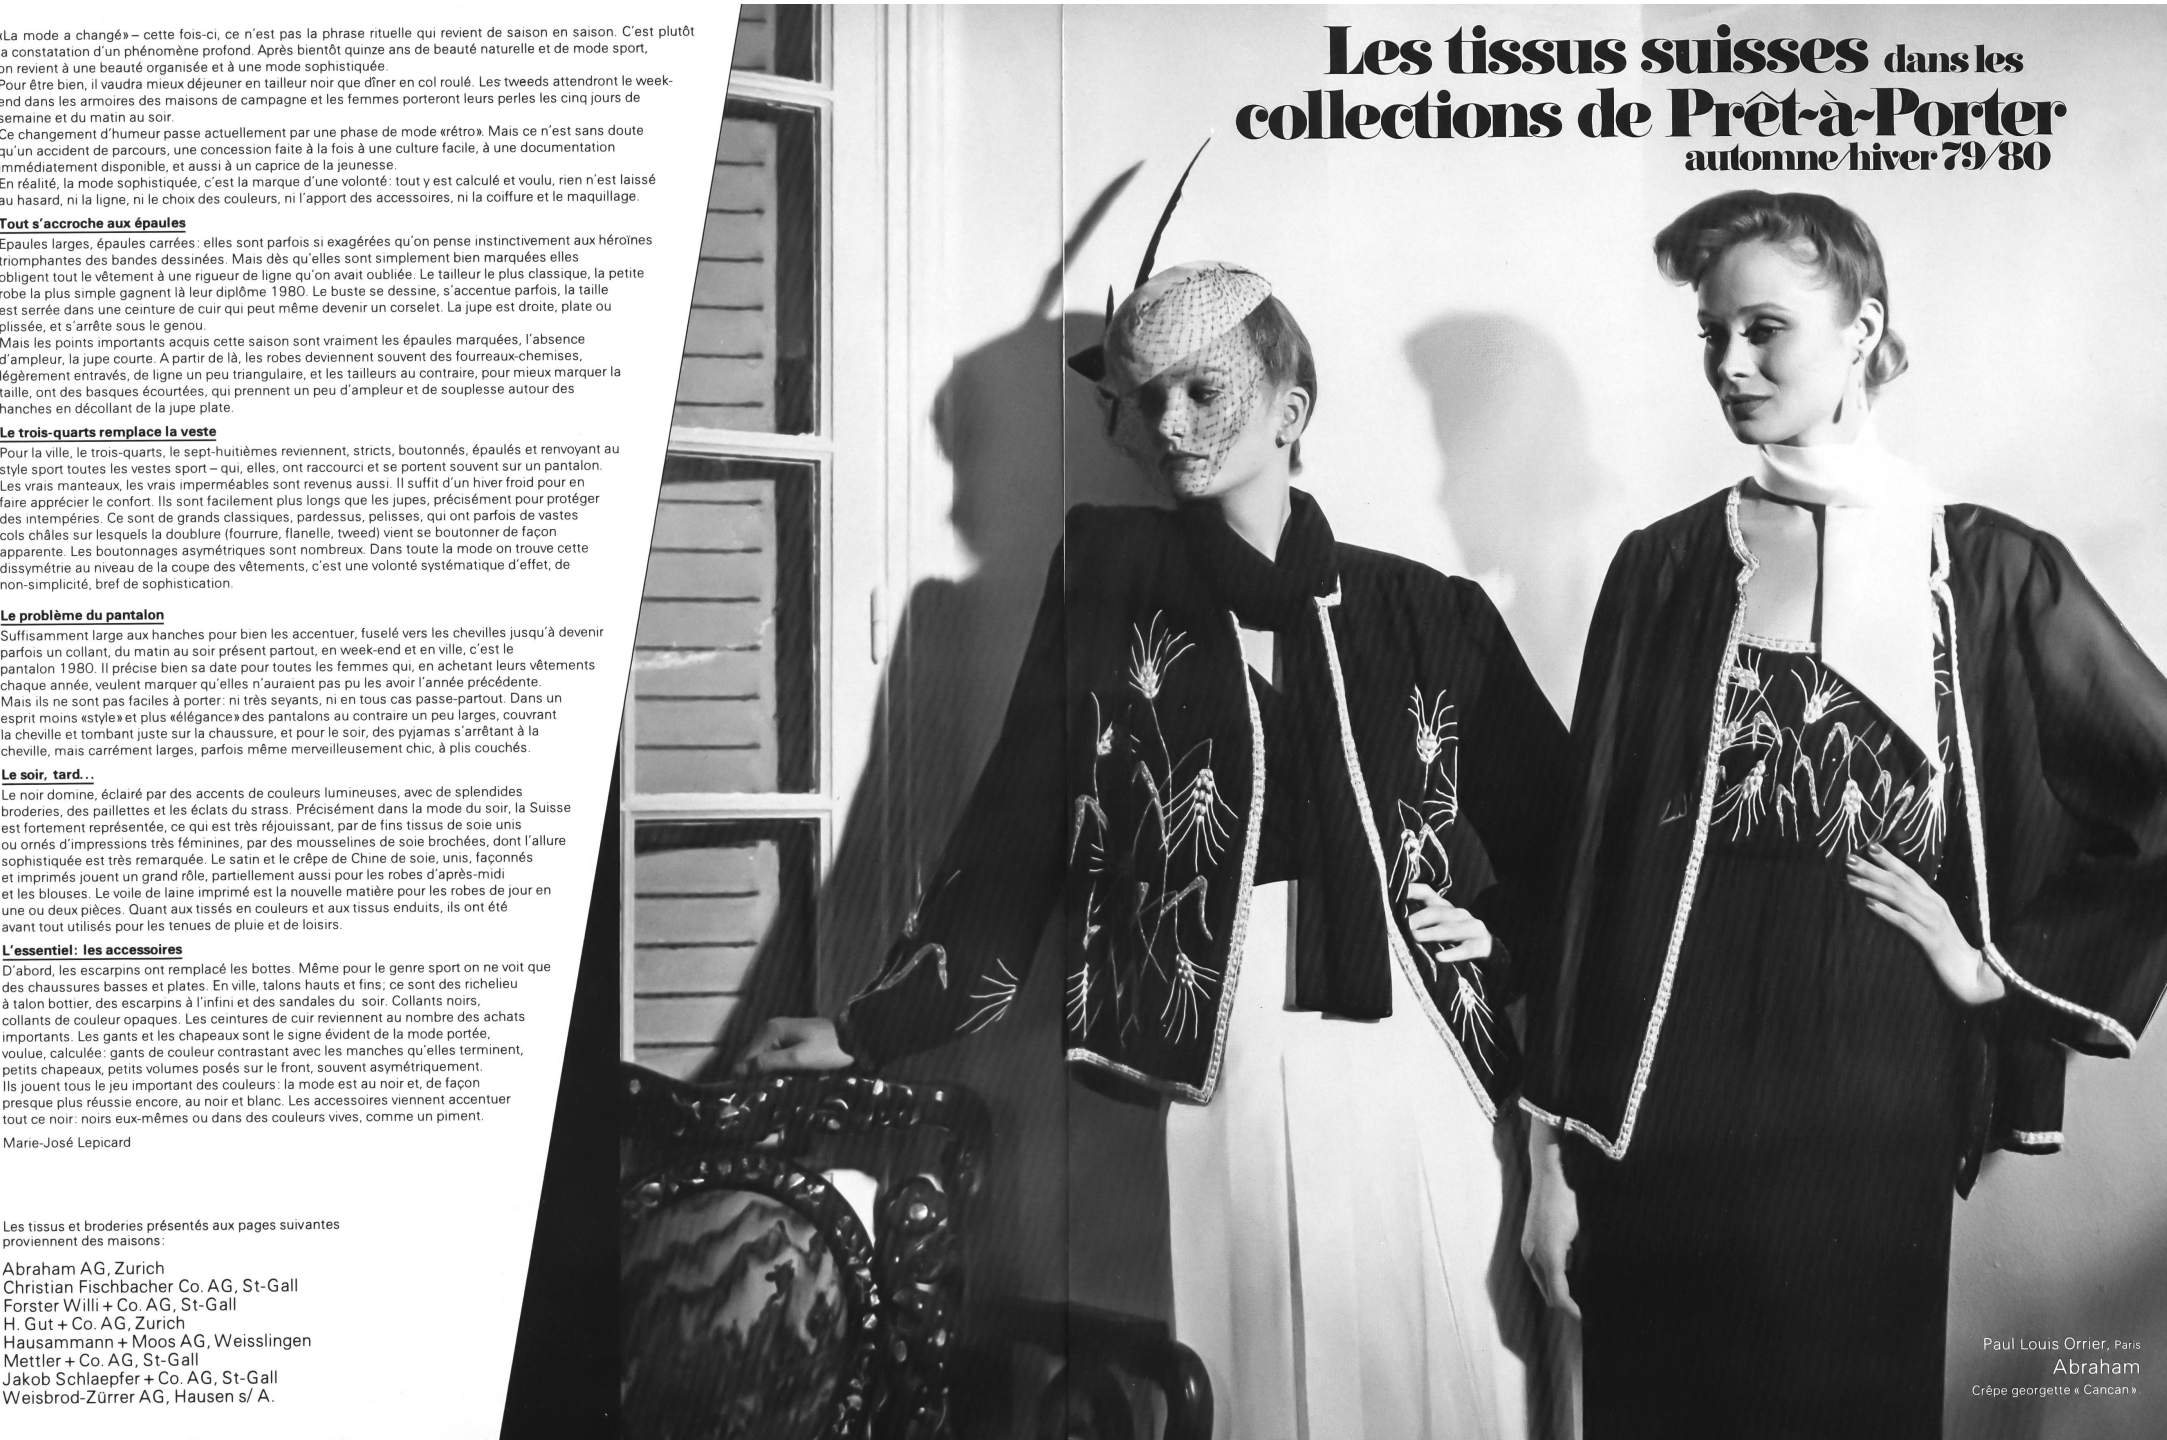 Les tissus suisses dans les
collections de Prêt-à-Porter
automne/hiver 79/80
«La mode a changé» – cette fois-ci, ce n'est pas la phrase rituelle qui revient de saison en saison. C'est plutôt
la constatation d'un phénomène profond. Après bientôt quinze ans de beauté naturelle et de mode sport,
on revient à une beauté organisée et à une mode sophistiquée.
Pour être bien, il vaudra mieux déjeuner en tailleur noir que dîner en col roulé. Les tweeds attendront le week-
end dans les armoires des maisons de campagne et les femmes porteront leurs perles les cinq jours de
semaine et du matin au soir.
Ce changement d'humeur passe actuellement par une phase de mode «rétro». Mais ce n'est sans doute
qu'un accident de parcours, une concession faite à la fois à une culture facile, à une documentation
immédiatement disponible, et aussi à un caprice de la jeunesse.
En réalité, la mode sophistiquée, c'est la marque d'une volonté: tout y est calculé et voulu, rien n'est laissé
au hasard, ni la ligne, ni le choix des couleurs, ni l'apport des accessoires, ni la coiffure et le maquillage.
Tout s'accroche aux épaules
Epaules larges, épaules carrées: elles sont parfois si exagérées qu'on pense instinctivement aux héroïnes
triomphantes des bandes dessinées. Mais dès qu'elles sont simplement bien marquées elles
obligent tout le vêtement à une rigueur de ligne qu'on avait oubliée. Le tailleur le plus classique, la petite
robe la plus simple gagnent là leur diplôme 1980. Le buste se dessine, s'accentue parfois, la taille
est serrée dans une ceinture de cuir qui peut même devenir un corselet. La jupe est droite, plate ou
plissée, et s'arrête sous le genou.
Mais les points importants acquis cette saison sont vraiment les épaules marquées, l'absence
d'ampleur, la jupe courte. A partir de là, les robes deviennent souvent des fourreaux-chemises,
légèrement entravés, de ligne un peu triangulaire, et les tailleurs au contraire, pour mieux marquer la
taille, ont des basques écourtées, qui prennent un peu d'ampleur et de souplesse autour des
hanches en décollant de la jupe plate.
Le trois-quarts remplace la veste
Pour la ville, le trois-quarts, le sept-huitièmes reviennent, stricts, boutonnés, épaulés et renvoyant au
style sport toutes les vestes sport – qui, elles, ont raccourci et se portent souvent sur un pantalon.
Les vrais manteaux, les vrais imperméables sont revenus aussi. Il suffit d'un hiver froid pour en
faire apprécier le confort. Ils sont facilement plus longs que les jupes, précisément pour protéger
des intempéries. Ce sont de grands classiques, pardessus, pelisses, qui ont parfois de vastes
cols châles sur lesquels la doublure (fourrure, flanelle, tweed) vient se boutonner de façon
apparente. Les boutonnages asymétriques sont nombreux. Dans toute la mode on trouve cette
dissymétrie au niveau de la coupe des vêtements, c'est une volonté systématique d'effet, de
non-simplicité, bref de sophistication.
Le problème du pantalon
Suffisamment large aux hanches pour bien les accentuer, fuselé vers les chevilles jusqu'à devenir
parfois un collant, du matin au soir présent partout, en week-end et en ville, c'est le
pantalon 1980. Il précise bien sa date pour toutes les femmes qui, en achetant leurs vêtements
chaque année, veulent marquer qu'elles n'auraient pas pu les avoir l'année précédente.
Mais ils ne sont pas faciles à porter: ni très seyants, ni en tous cas passe-partout. Dans un
esprit moins «style» et plus «élégance» des pantalons au contraire un peu larges, couvrant
la cheville et tombant juste sur la chaussure, et pour le soir, des pyjamas s'arrêtant à la
cheville, mais carrément larges, parfois même merveilleusement chic, à plis couchés.
Le soir, tard...
Le noir domine, éclairé par des accents de couleurs lumineuses, avec de splendides
broderies, des paillettes et les éclats du strass. Précisément dans la mode du soir, la Suisse
est fortement représentée, ce qui est très réjouissant, par de fins tissus de soie unis
ou ornés d'impressions très féminines, par des mousselines de soie brochées, dont l'allure
sophistiquée est très remarquée. Le satin et le crêpe de Chine de soie, unis, façonnés
et imprimés jouent un grand rôle, partiellement aussi pour les robes d'après-midi
et les blouses. Le voile de laine imprimé est la nouvelle matière pour les robes de jour en
une ou deux pièces. Quant aux tissés en couleurs et aux tissus enduits, ils ont été
avant tout utilisés pour les tenues de pluie et de loisirs.
L'essentiel: les accessoires
D'abord, les escarpins ont remplacé les bottes. Même pour le genre sport on ne voit que
des chaussures basses et plates. En ville, talons hauts et fins; ce sont des richelieu
à talon bottier, des escarpins à l'infini et des sandales du soir. Collants noirs,
collants de couleur opaques. Les ceintures de cuir reviennent au nombre des achats
importants. Les gants et les chapeaux sont le signe évident de la mode portée,
voulue, calculée: gants de couleur contrastant avec les manches qu'elles terminent,
petits chapeaux, petits volumes posés sur le front, souvent asymétriquement.
Ils jouent tous le jeu important des couleurs: la mode est au noir et, de façon
presque plus réussie encore, au noir et blanc. Les accessoires viennent accentuer
tout ce noir: noirs eux-mêmes ou dans des couleurs vives, comme un piment.
Marie-José Lepicard
Les tissus et broderies présentés aux pages suivantes
proviennent des maisons:
Abraham AG, Zurich
Christian Fischbacher Co. AG, St-Gall
Forster Willi + Co. AG, St-Gall
H. Gut + Co. AG, Zurich
Hausammann + Moos AG, Weisslingen
Mettler + Co. AG, St-Gall
Jakob Schlaepfer + Co. AG, St-Gall
Weisbrod-Zürrer AG, Hausen s/ A.
Paul Louis Orrier, Paris
Abraham
Crêpe georgette « Cancan »